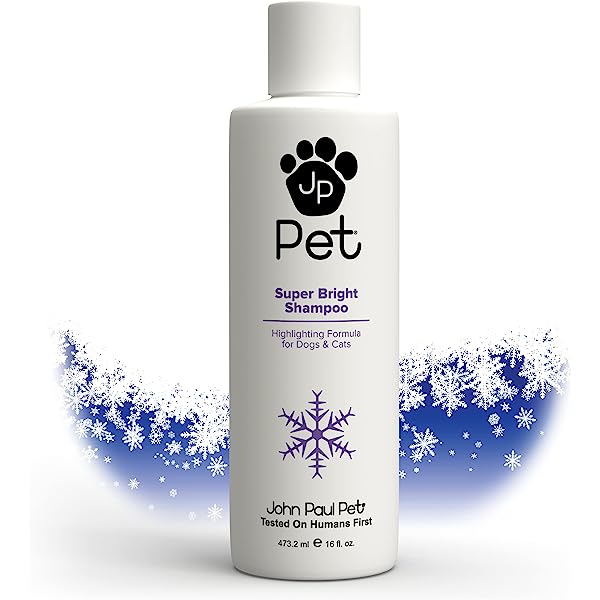 JP
Pet®
Super Bright
Shampoo
Highlighting Formula
for Dogs & Cats
John Paul Pet®
Tested On Humans First
473.2 ml ℮ 16 fl. oz.